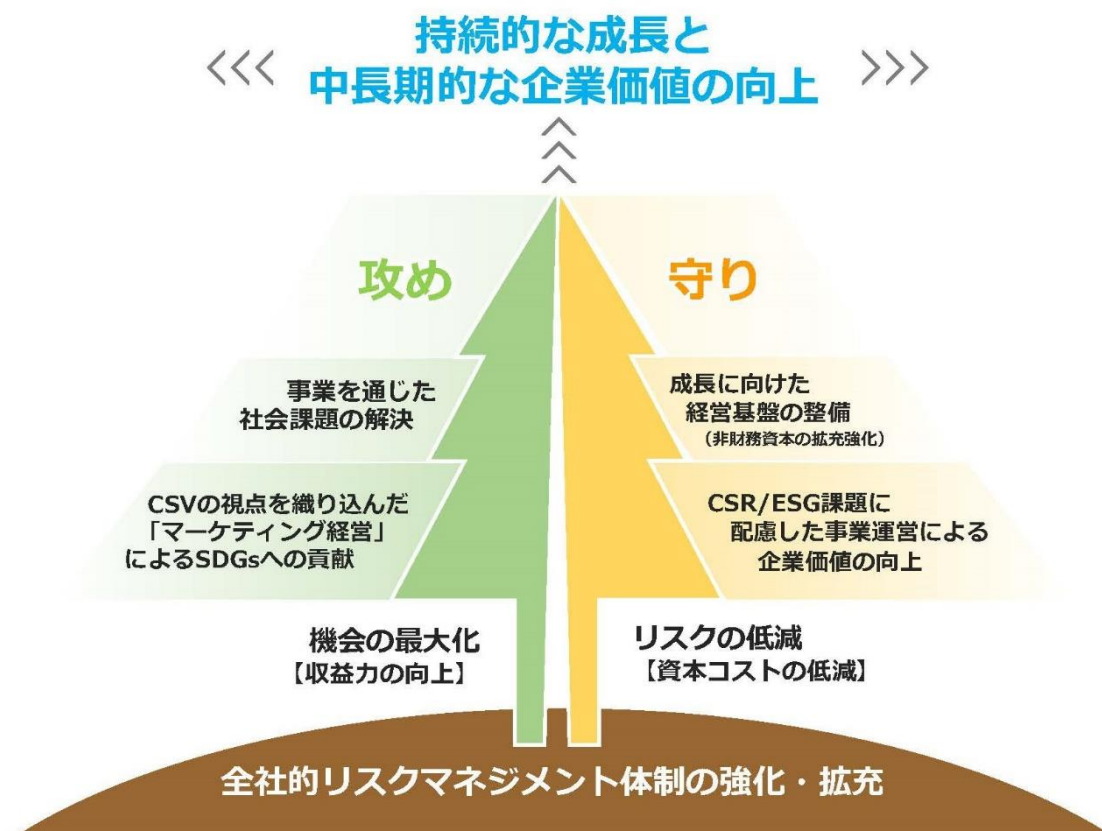 持続的な成長と
中長期的な企業価値の向上
攻め
事業を通じた
社会課題の解決
CSVの視点を織り込んだ
「マーケティング経営」
によるSDGsへの貢献
機会の最大化
【収益力の向上】
守り
成長に向けた
経営基盤の整備
（非財務資本の拡充強化）
CSR/ESG課題に
配慮した事業運営による
企業価値の向上
リスクの低減
【資本コストの低減】
全社的リスクマネジメント体制の強化・拡充